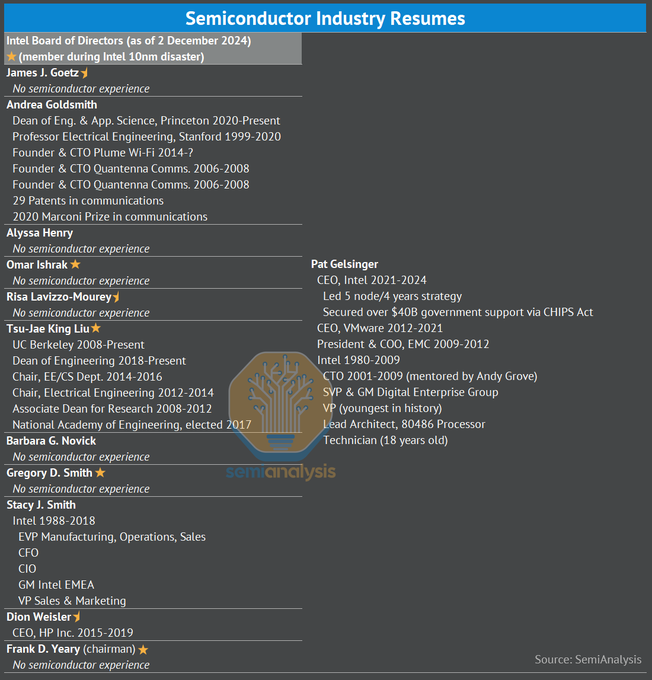 Semiconductor Industry Resumes
Intel Board of Directors (as of 2 December 2024)
★ (member during Intel 10nm disaster)
James J. Goetz
No semiconductor experience
Andrea Goldsmith
Dean of Eng. & App. Science, Princeton 2020-Present
Professor Electrical Engineering, Stanford 1999-2020
Founder & CTO Plume Wi-Fi 2014-?
Founder & CTO Quantenna Comms. 2006-2008
Founder & CTO Quantenna Comms. 2006-2008
29 Patents in communications
2020 Marconi Prize in communications
Alyssa Henry
No semiconductor experience
Omar Ishrak ★
No semiconductor experience
Risa Lavizzo-Mourey
No semiconductor experience
Tsu-Jae King Liu ★
UC Berkeley 2008-Present
Dean of Engineering 2018-Present
Chair, EE/CS Dept. 2014-2016
Chair, Electrical Engineering 2012-2014
Associate Dean for Research 2008-2012
National Academy of Engineering, elected 2017
Barbara G. Novick
No semiconductor experience
Gregory D. Smith ★
No semiconductor experience
Stacy J. Smith
Intel 1988-2018
EVP Manufacturing, Operations, Sales
CFO
CIO
GM Intel EMEA
VP Sales & Marketing
Dion Weisler
CEO, HP Inc. 2015-2019
Frank D. Yeary (chairman) ★
No semiconductor experience
Pat Gelsinger
CEO, Intel 2021-2024
Led 5 node/4 years strategy
Secured over $40B government support via CHIPS Act
CEO, VMware 2012-2021
President & COO, EMC 2009-2012
Intel 1980-2009
CTO 2001-2009 (mentored by Andy Grove)
SVP & GM Digital Enterprise Group
VP (youngest in history)
Lead Architect, 80486 Processor
Technician (18 years old)
semianalysis
Source: SemiAnalysis